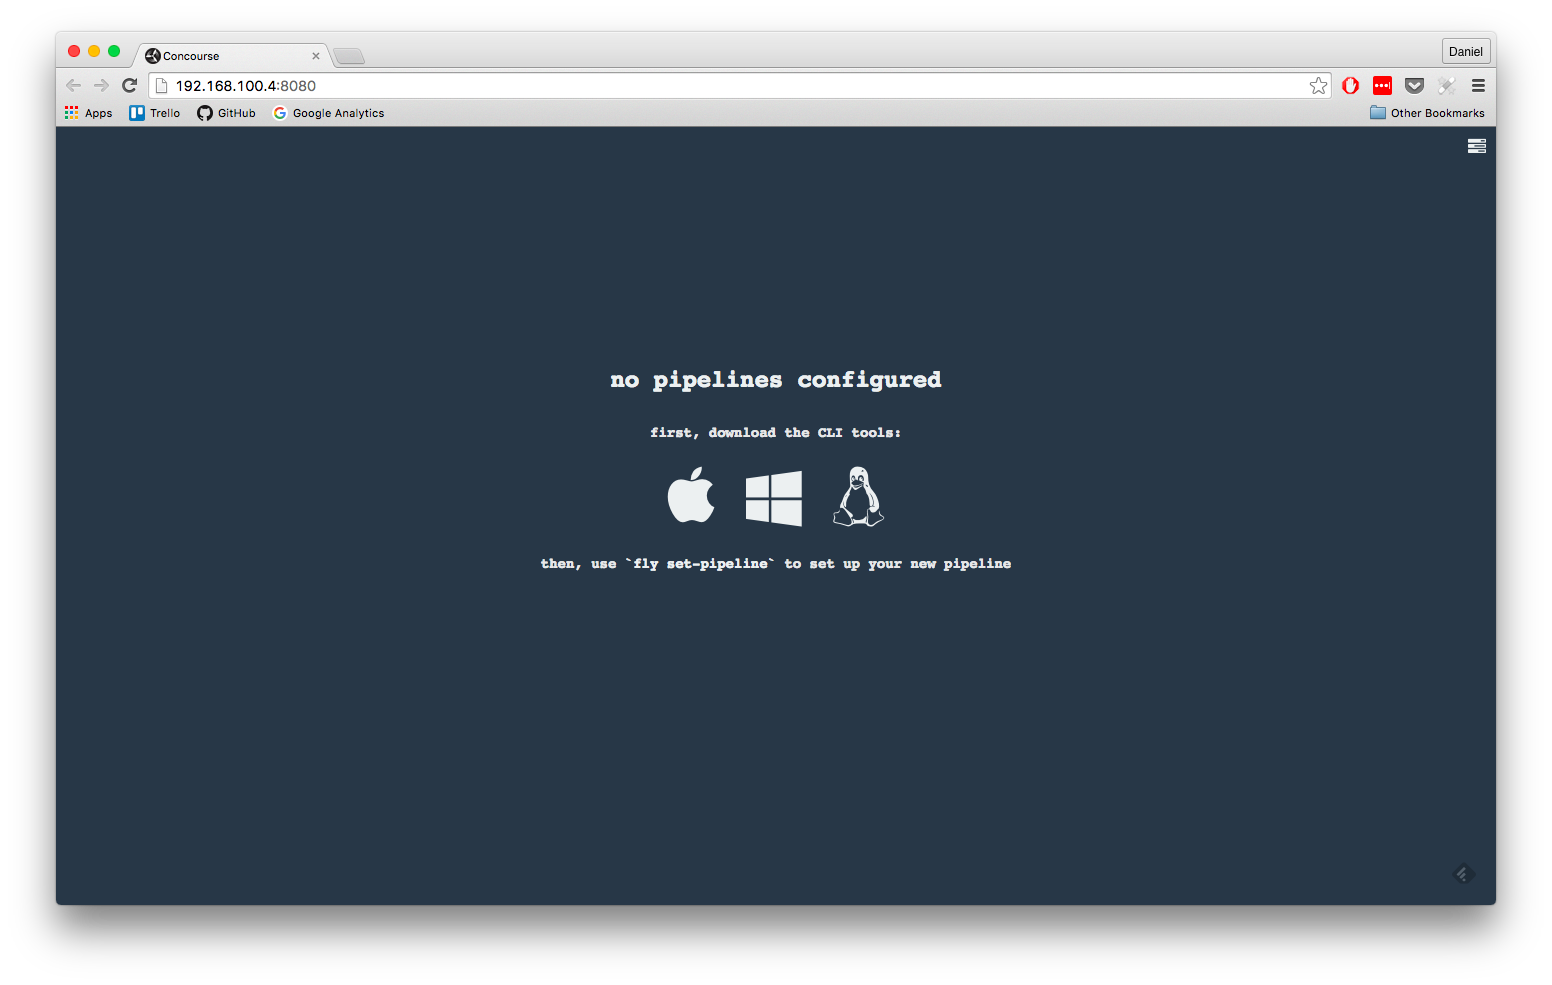 Concourse
Daniel
192.168.100.4:8080
Apps Trello GitHub Google Analytics Other Bookmarks
no pipelines configured
first, download the CLI tools:
then, use `fly set-pipeline` to set up your new pipeline